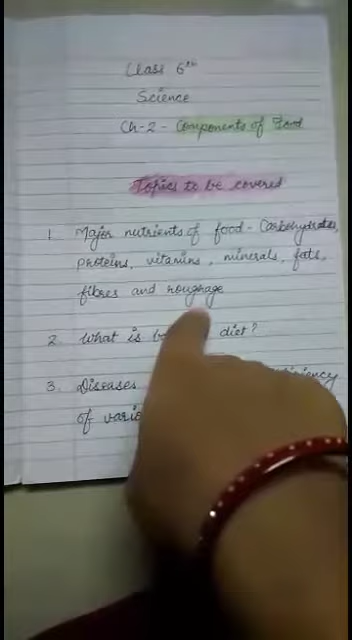 Class 6th
Science
Ch-2 - Components of Food
Topics to be covered
1. Major nutrients of food - Carbohydrates,
proteins, vitamins, minerals, fats,
fibres and roughage
2. What is diet?
3. Diseases
of